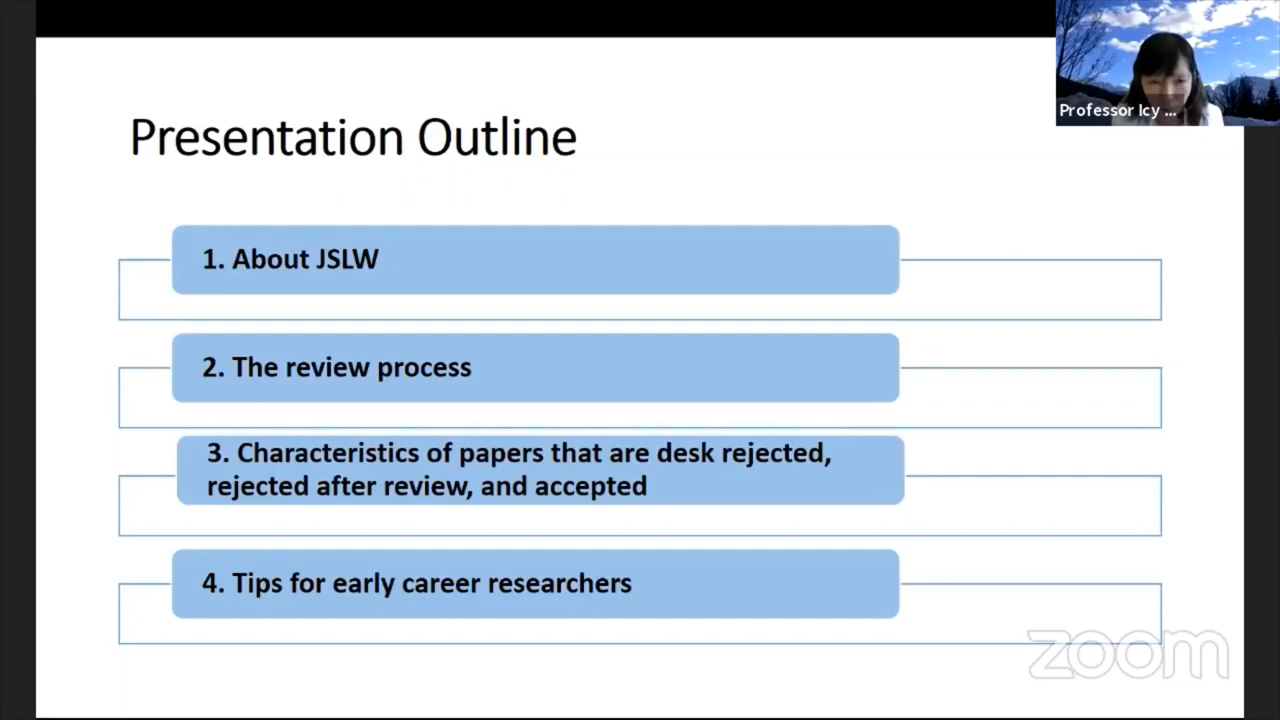 Professor Icy ...
Presentation Outline
1. About JSLW
2. The review process
3. Characteristics of papers that are desk rejected,
rejected after review, and accepted
4. Tips for early career researchers
zoom